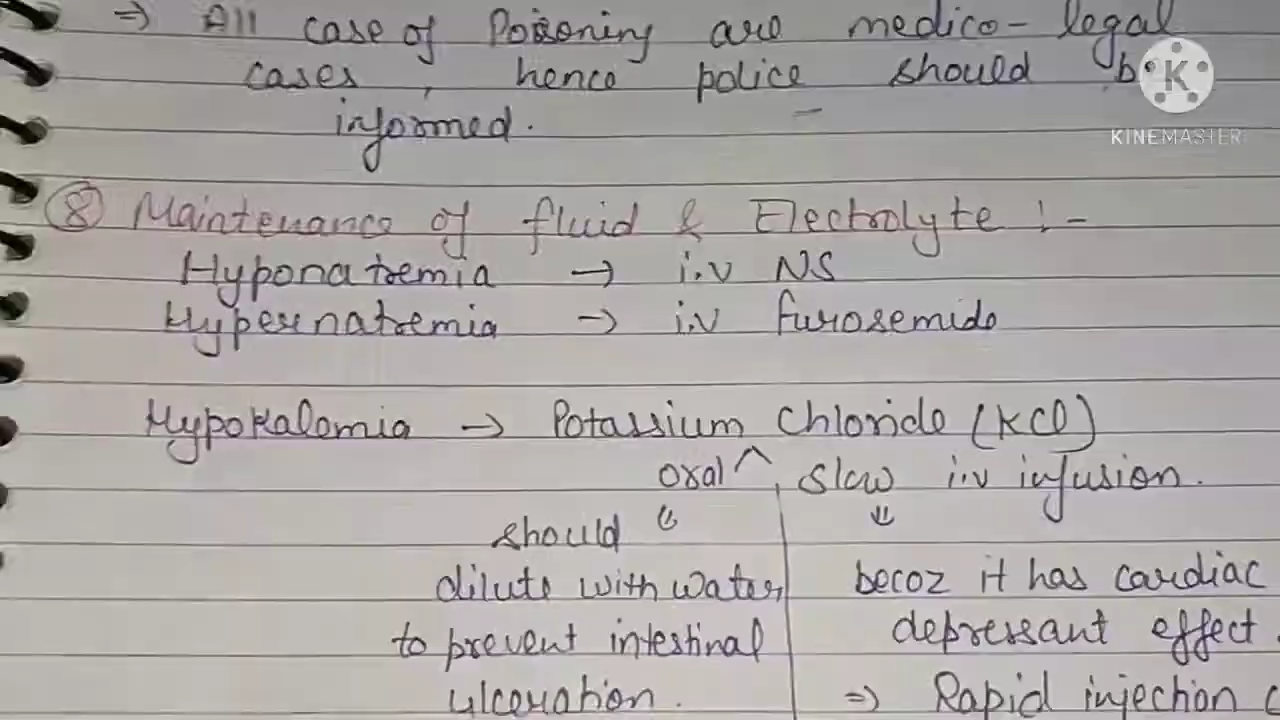 ⇒ All case of Poisoning are medico-legal
cases, hence police should b
informed.
KINEMASTER
⑧ Maintenance of fluid & Electrolyte :-
Hyponatremia → i.v NS
Hypernatremia → i.v furosemide
Hypokalemia → Potassium Chloride (KCl)
oral ^, slow i.v infusion.
should
dilute with water,
to prevent intestinal
ulceration.
⇓
becoz it has cardiac
depressant effect.
⇒ Rapid injection